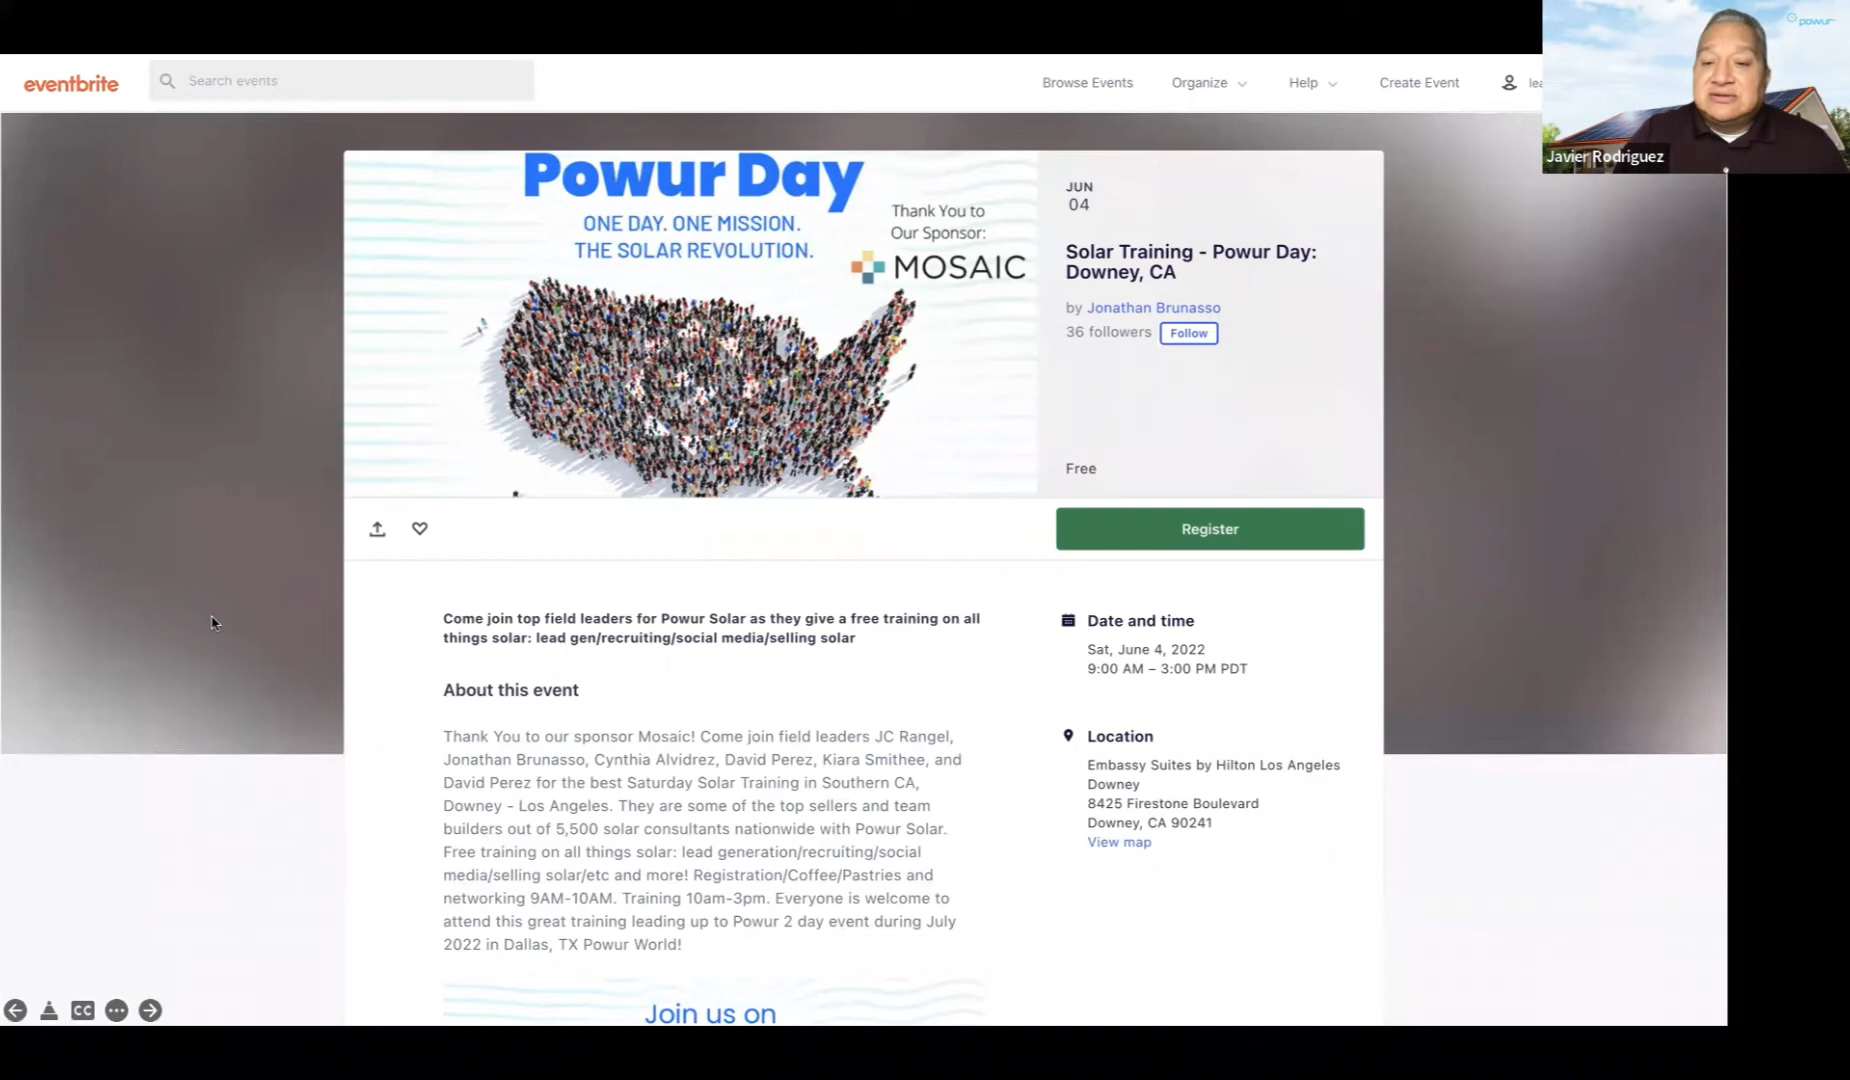 powur
eventbrite
Search events
Browse Events
Organize
Help
Create Event
lea
Javier Rodriguez
Powur Day
ONE DAY. ONE MISSION.
THE SOLAR REVOLUTION.
Thank You to
Our Sponsor:
MOSAIC
JUN
04
Solar Training - Powur Day:
Downey, CA
by Jonathan Brunasso
36 followers
Follow
Free
Register
Come join top field leaders for Powur Solar as they give a free training on all
things solar: lead gen/recruiting/social media/selling solar
About this event
Thank You to our sponsor Mosaic! Come join field leaders JC Rangel,
Jonathan Brunasso, Cynthia Alvidrez, David Perez, Kiara Smithee, and
David Perez for the best Saturday Solar Training in Southern CA,
Downey - Los Angeles. They are some of the top sellers and team
builders out of 5,500 solar consultants nationwide with Powur Solar.
Free training on all things solar: lead generation/recruiting/social
media/selling solar/etc and more! Registration/Coffee/Pastries and
networking 9AM-10AM. Training 10am-3pm. Everyone is welcome to
attend this great training leading up to Powur 2 day event during July
2022 in Dallas, TX Powur World!
Date and time
Sat, June 4, 2022
9:00 AM – 3:00 PM PDT
Location
Embassy Suites by Hilton Los Angeles
Downey
8425 Firestone Boulevard
Downey, CA 90241
View map
Join us on
CC